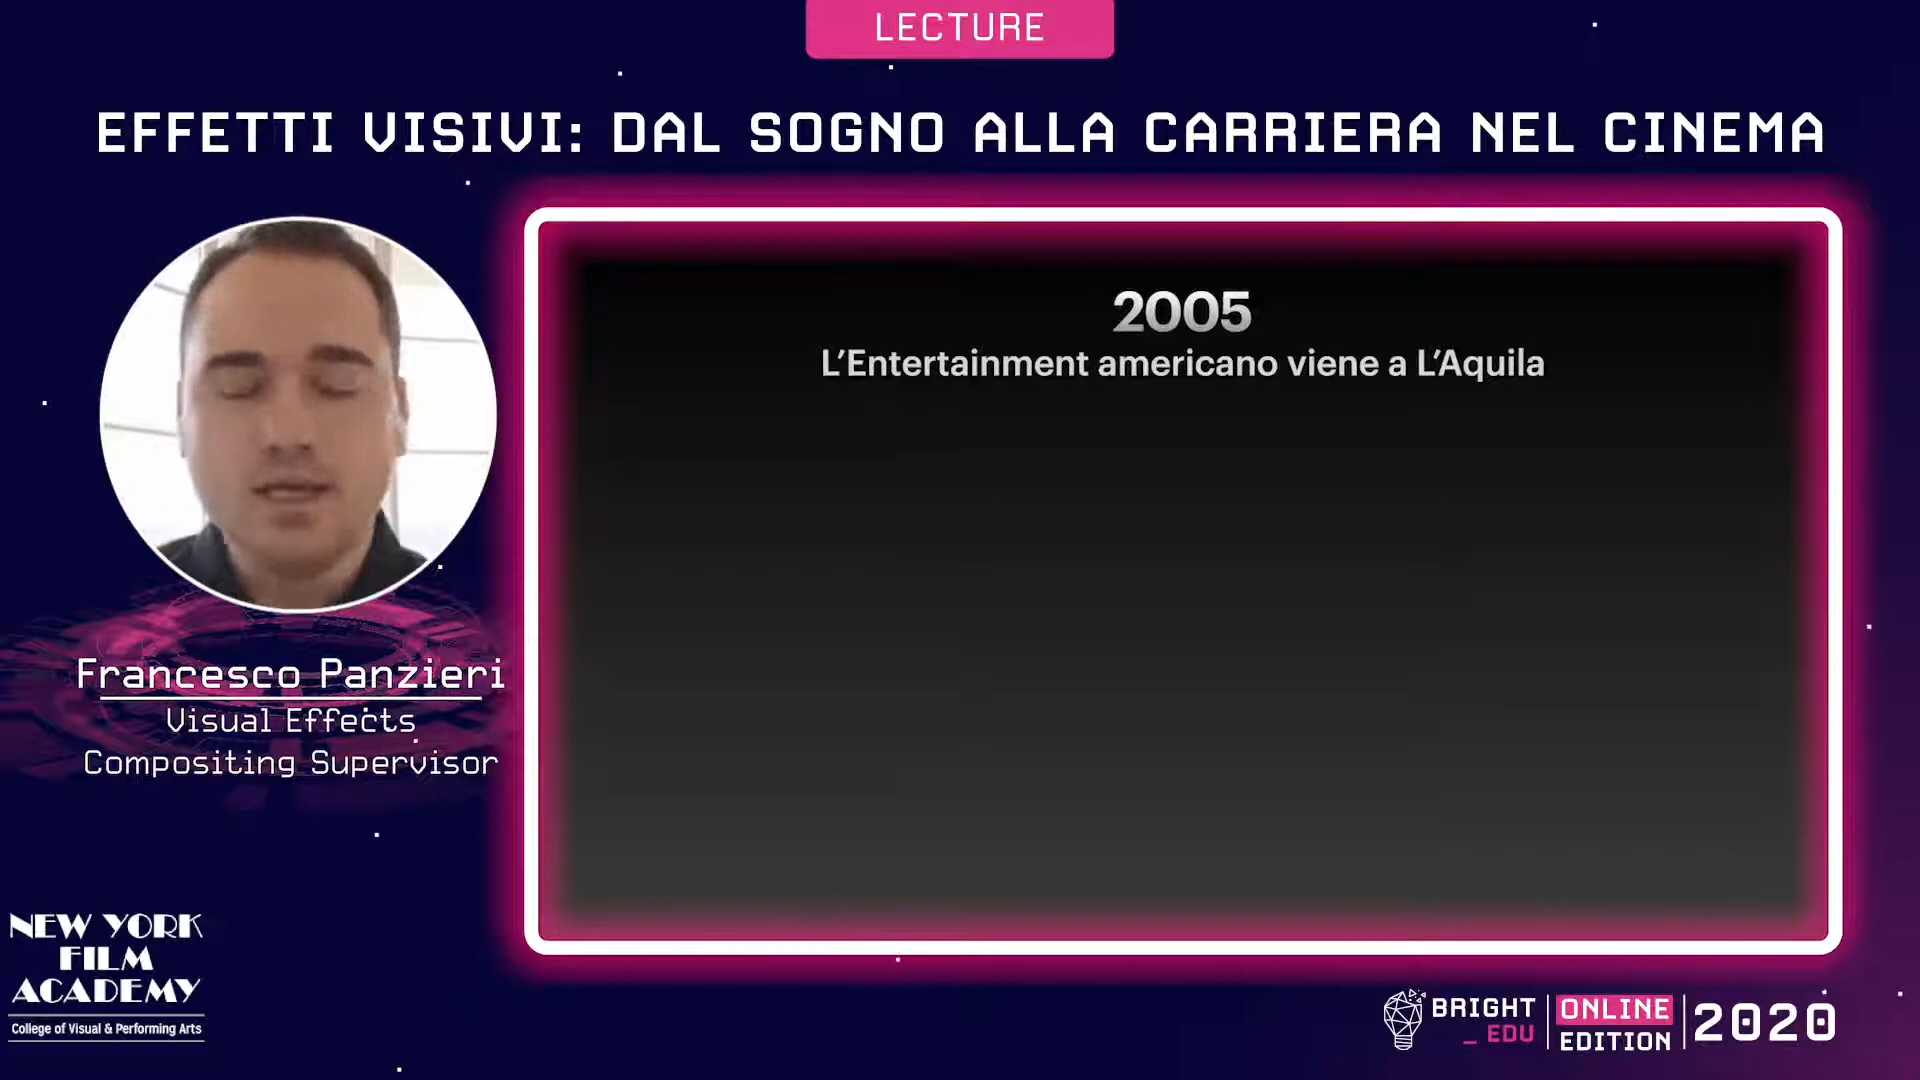 LECTURE
EFFETTI VISIVI: DAL SOGNO ALLA CARRIERA NEL CINEMA
2005
L’Entertainment americano viene a L’Aquila
Francesco Panzieri
Visual Effects
Compositing Supervisor
NEW YORK
FILM
ACADEMY
College of Visual & Performing Arts
BRIGHT
_ EDU
ONLINE
EDITION
2020